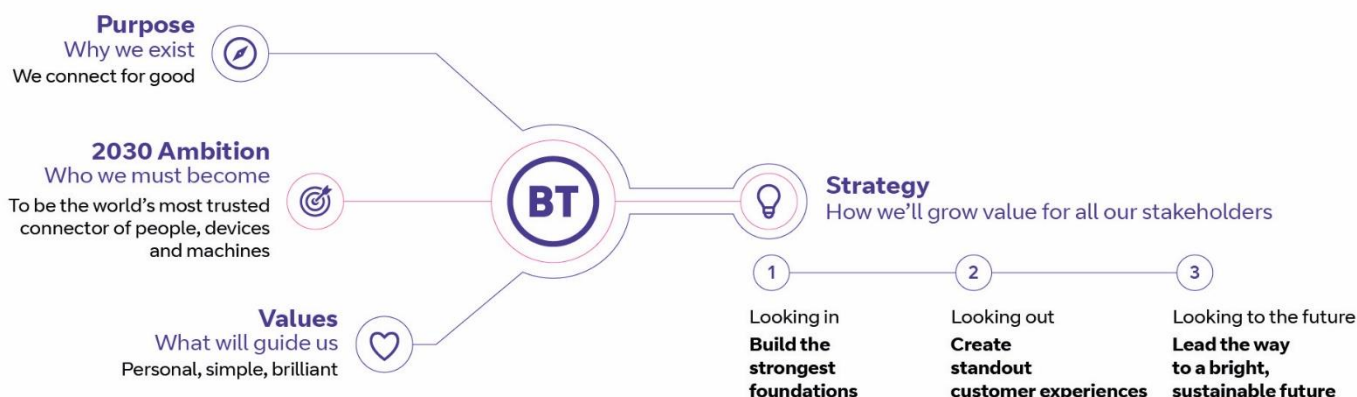 Purpose
Why we exist
We connect for good
2030 Ambition
Who we must become
To be the world's most trusted
connector of people, devices
and machines
Values
What will guide us
Personal, simple, brilliant
BT
Strategy
How we'll grow value for all our stakeholders
1
Looking in
Build the
strongest
foundations
2
Looking out
Create
standout
customer experiences
3
Looking to the future
Lead the way
to a bright,
sustainable future